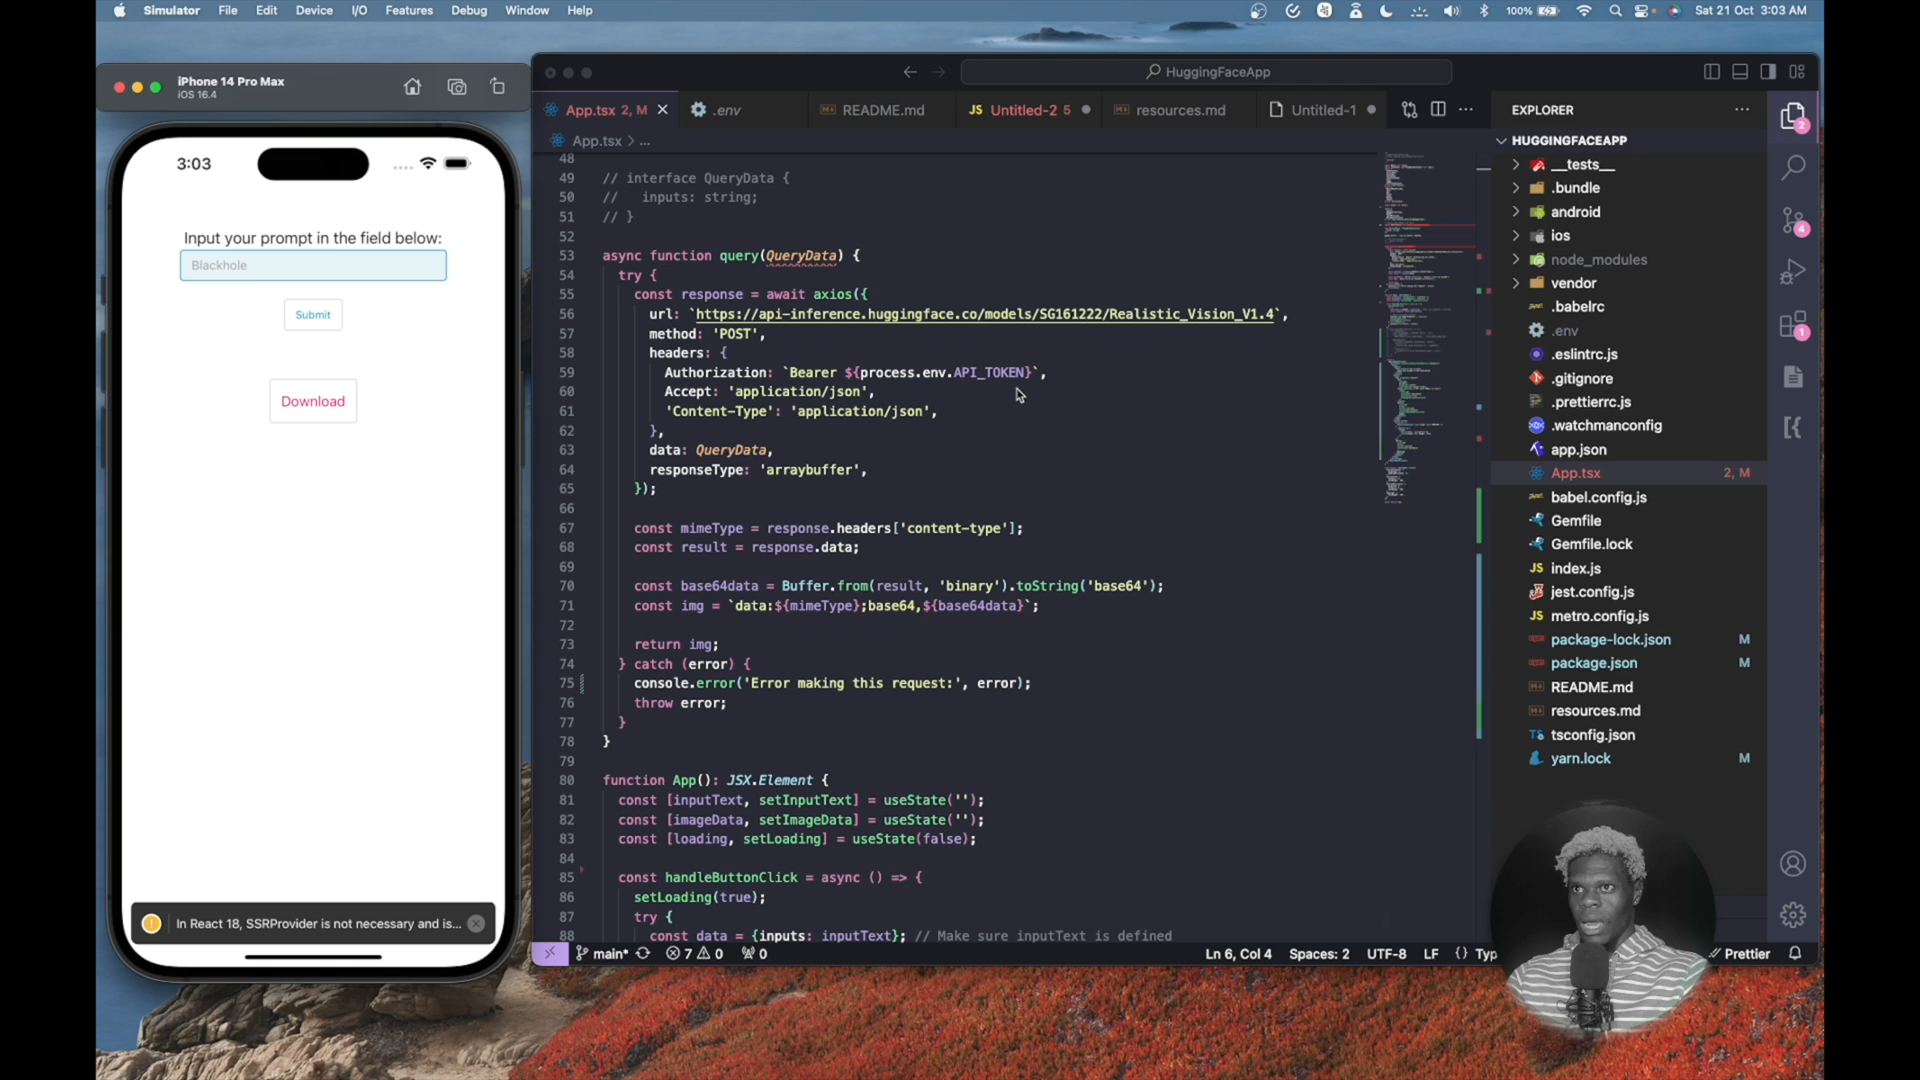 Simulator File Edit Device I/O Features Debug Window Help
100% Sat 21 Oct 3:03 AM
iPhone 14 Pro Max
iOS 16.4
3:03
Input your prompt in the field below:
Blackhole
Submit
Download
In React 18, SSRProvider is not necessary and is...
HuggingFaceApp
App.tsx 2, M
.env
README.md
JS Untitled-2 5
resources.md
Untitled-1
App.tsx > ...
48
49 // interface QueryData {
50 //   inputs: string;
51 // }
52
53 async function query(QueryData) {
54 try {
55 const response = await axios({
56 url: `https://api-inference.huggingface.co/models/SG161222/Realistic_Vision_V1.4`,
57 method: 'POST',
58 headers: {
59 Authorization: `Bearer ${process.env.API_TOKEN}`,
60 Accept: 'application/json',
61 'Content-Type': 'application/json',
62 },
63 data: QueryData,
64 responseType: 'arraybuffer',
65 });
66
67 const mimeType = response.headers['content-type'];
68 const result = response.data;
69
70 const base64data = Buffer.from(result, 'binary').toString('base64');
71 const img = `data:${mimeType};base64,${base64data}`;
72
73 return img;
74 } catch (error) {
75 console.error('Error making this request:', error);
76 throw error;
77 }
78 }
79
80 function App(): JSX.Element {
81 const [inputText, setInputText] = useState('');
82 const [imageData, setImageData] = useState('');
83 const [loading, setLoading] = useState(false);
84
85 const handleButtonClick = async () => {
86 setLoading(true);
87 try {
88 const data = {inputs: inputText}; // Make sure inputText is defined
main* 7 0 0
Ln 6, Col 4 Spaces: 2 UTF-8 LF {} Typ
Prettier
EXPLORER ...
HUGGINGFACEAPP
__tests__
.bundle
android
ios
node_modules
vendor
.babelrc
.env
.eslintrc.js
.gitignore
.prettierrc.js
.watchmanconfig
app.json
App.tsx 2, M
babel.config.js
Gemfile
Gemfile.lock
JS index.js
jest.config.js
JS metro.config.js
package-lock.json M
package.json M
README.md
resources.md
TS tsconfig.json
yarn.lock M
2
4
1